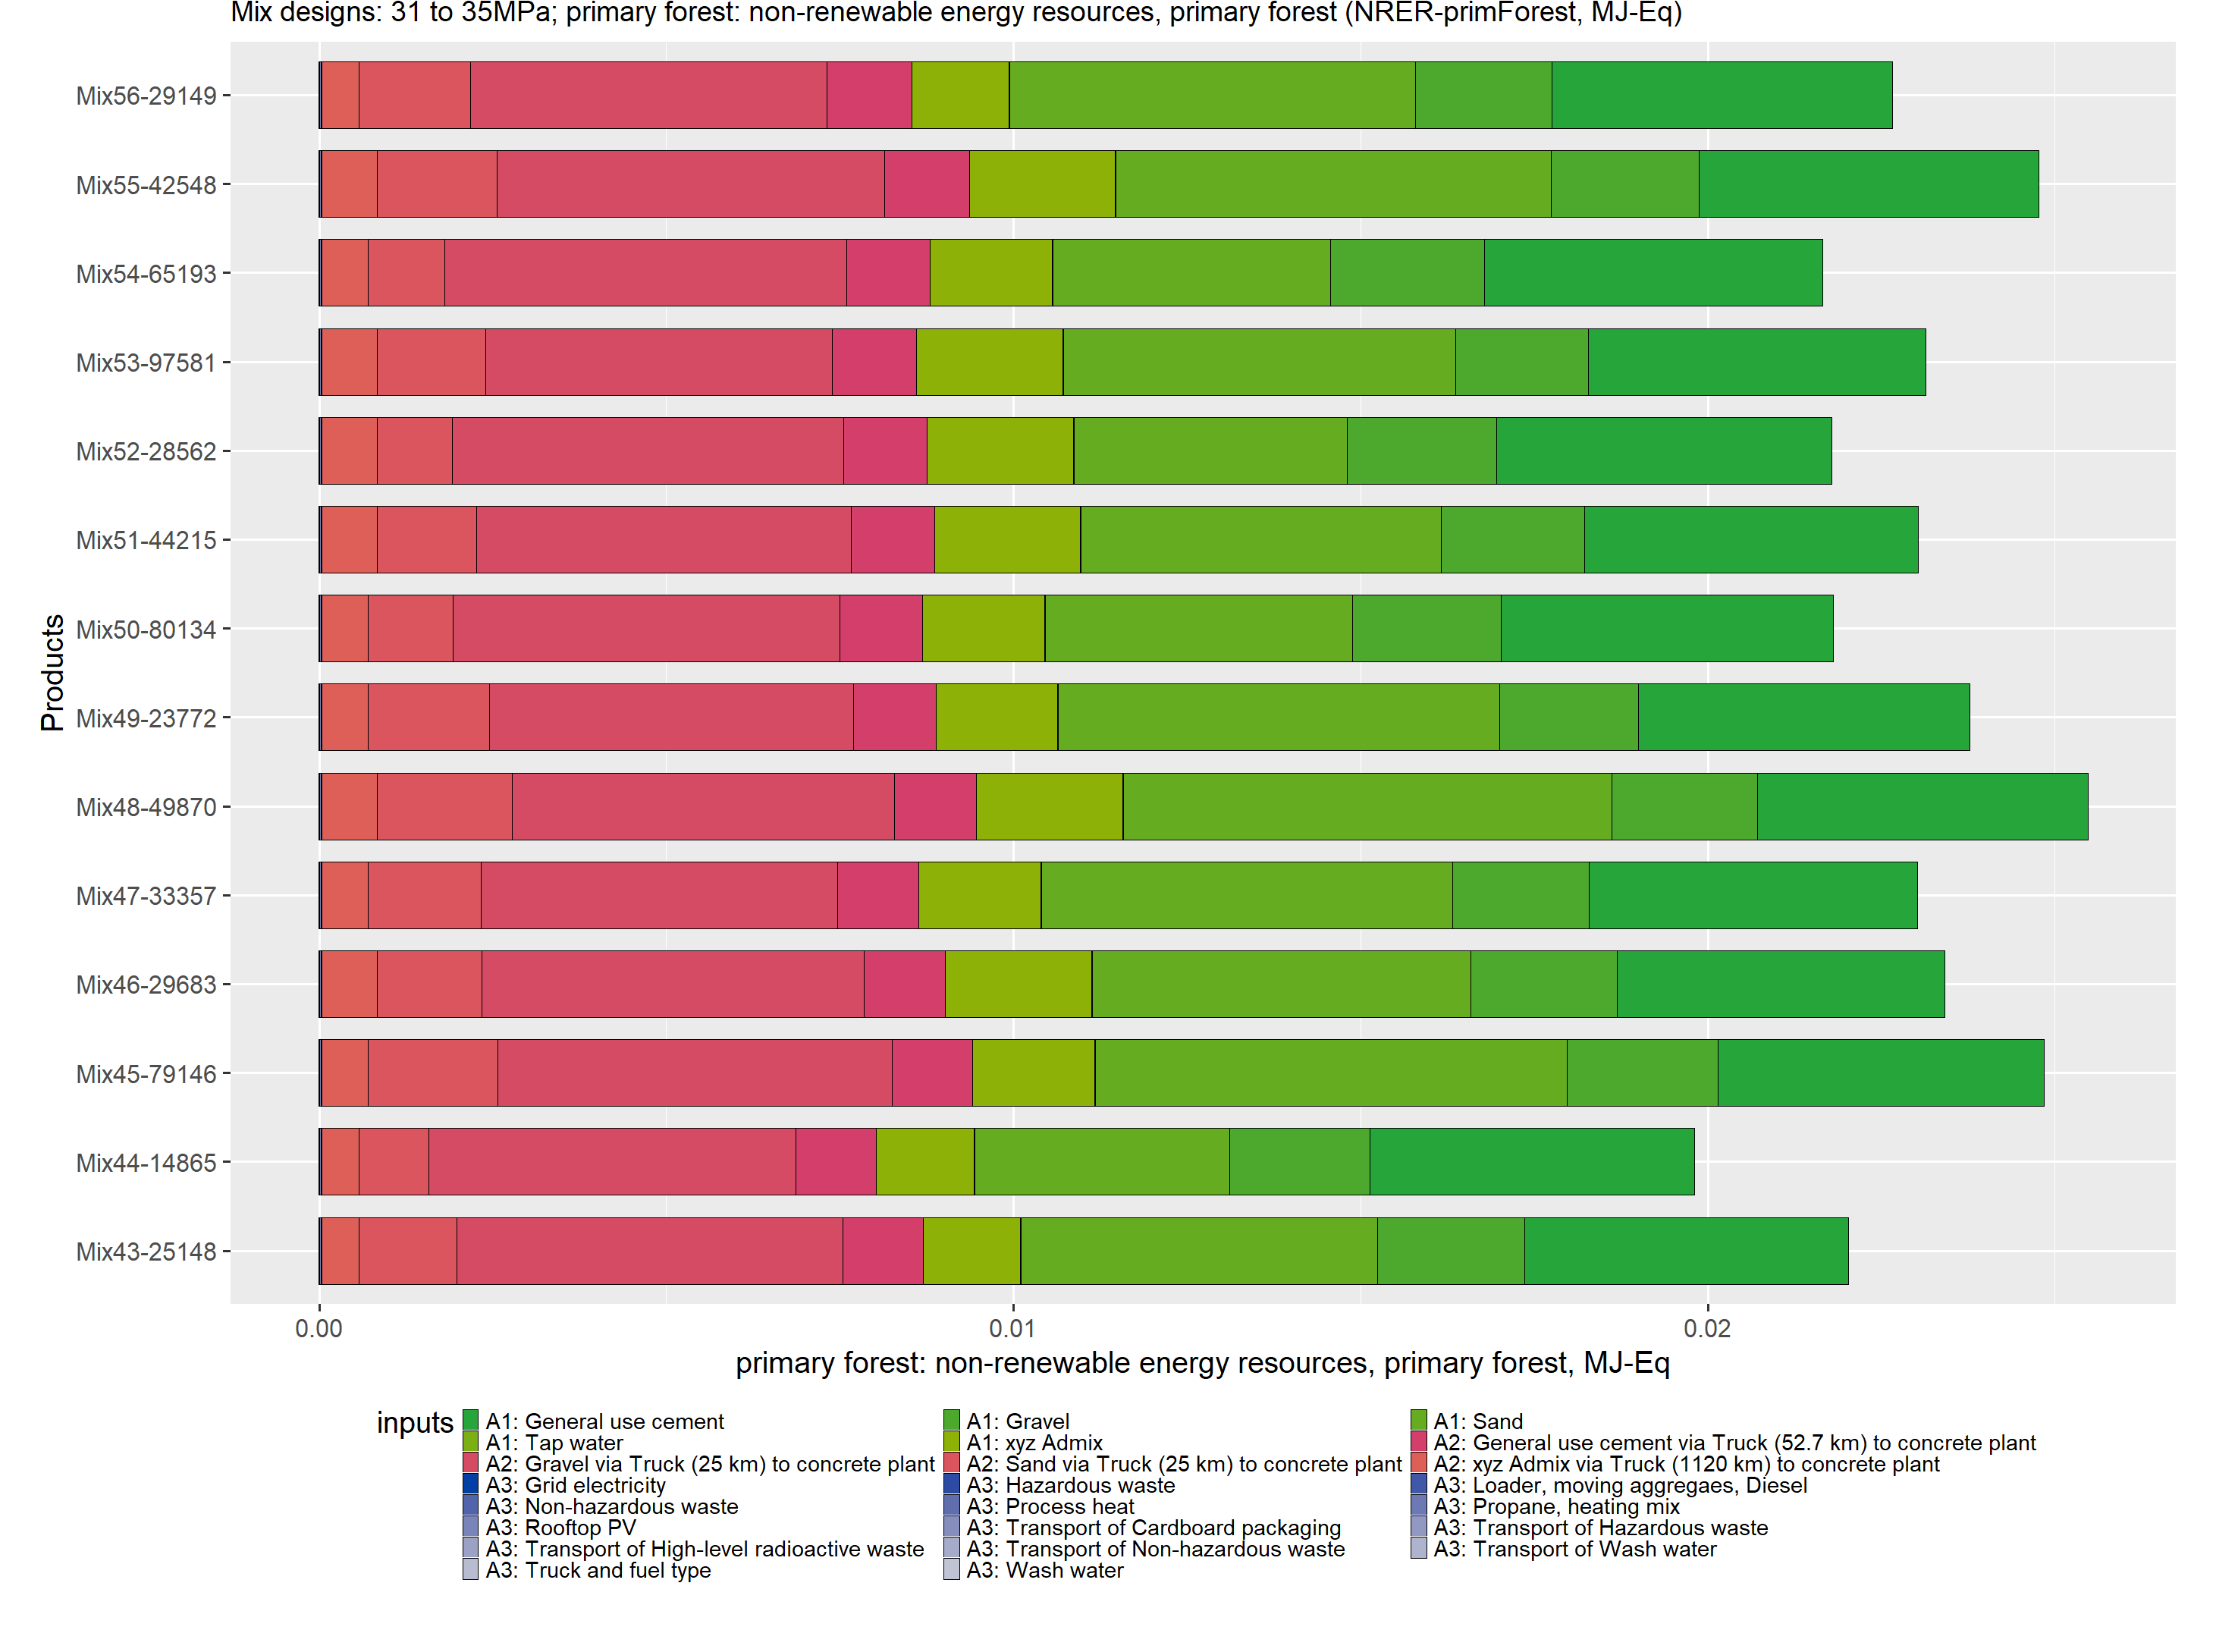 Mix designs: 31 to 35MPa; primary forest: non-renewable energy resources, primary forest (NRER-primForest, MJ-Eq)
Products
Mix56-29149
Mix55-42548
Mix54-65193
Mix53-97581
Mix52-28562
Mix51-44215
Mix50-80134
Mix49-23772
Mix48-49870
Mix47-33357
Mix46-29683
Mix45-79146
Mix44-14865
Mix43-25148
0.00 0.01 0.02
primary forest: non-renewable energy resources, primary forest, MJ-Eq
inputs
A1: General use cement A1: Gravel A1: Sand
A1: Tap water A1: xyz Admix A2: General use cement via Truck (52.7 km) to concrete plant
A2: Gravel via Truck (25 km) to concrete plant A2: Sand via Truck (25 km) to concrete plant A2: xyz Admix via Truck (1120 km) to concrete plant
A3: Grid electricity A3: Hazardous waste A3: Loader, moving aggregaes, Diesel
A3: Non-hazardous waste A3: Process heat A3: Propane, heating mix
A3: Rooftop PV A3: Transport of Cardboard packaging A3: Transport of Hazardous waste
A3: Transport of High-level radioactive waste A3: Transport of Non-hazardous waste A3: Transport of Wash water
A3: Truck and fuel type A3: Wash water